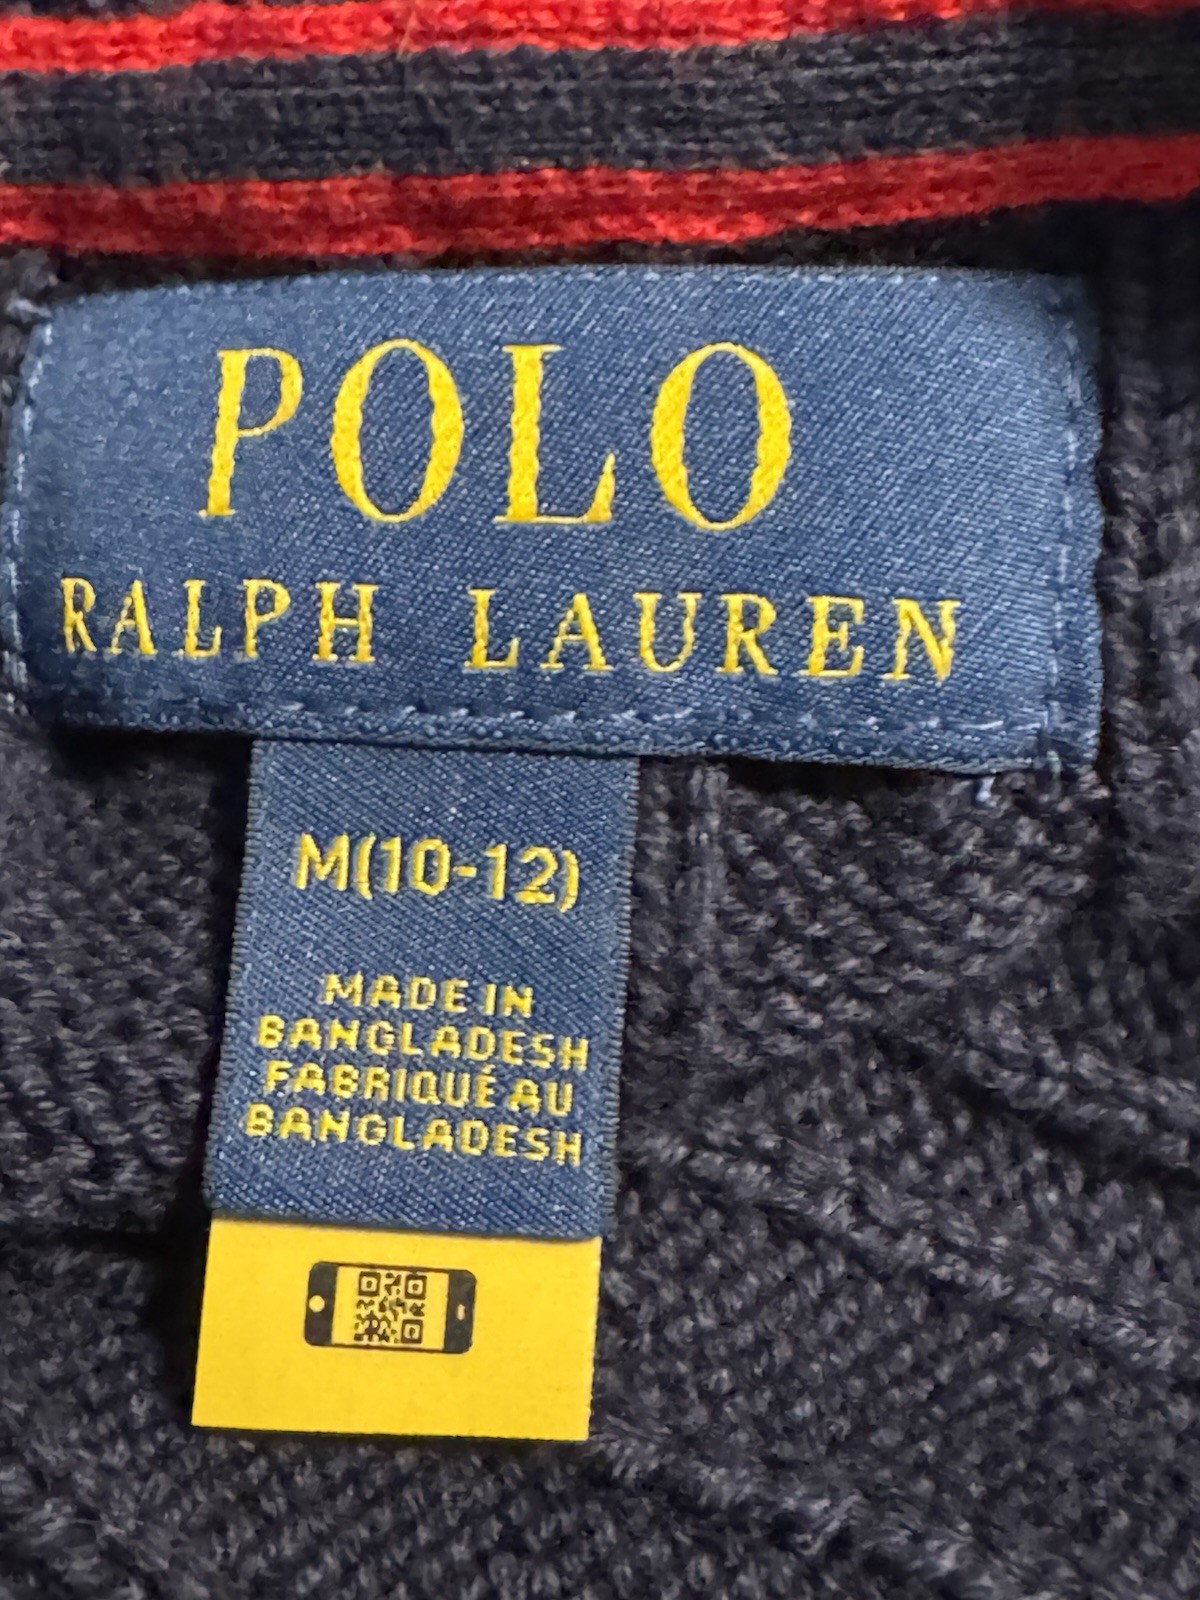 POLO
RALPH LAUREN
M(10-12)
MADE IN
BANGLADESH
FABRIQUÉ AU
BANGLADESH